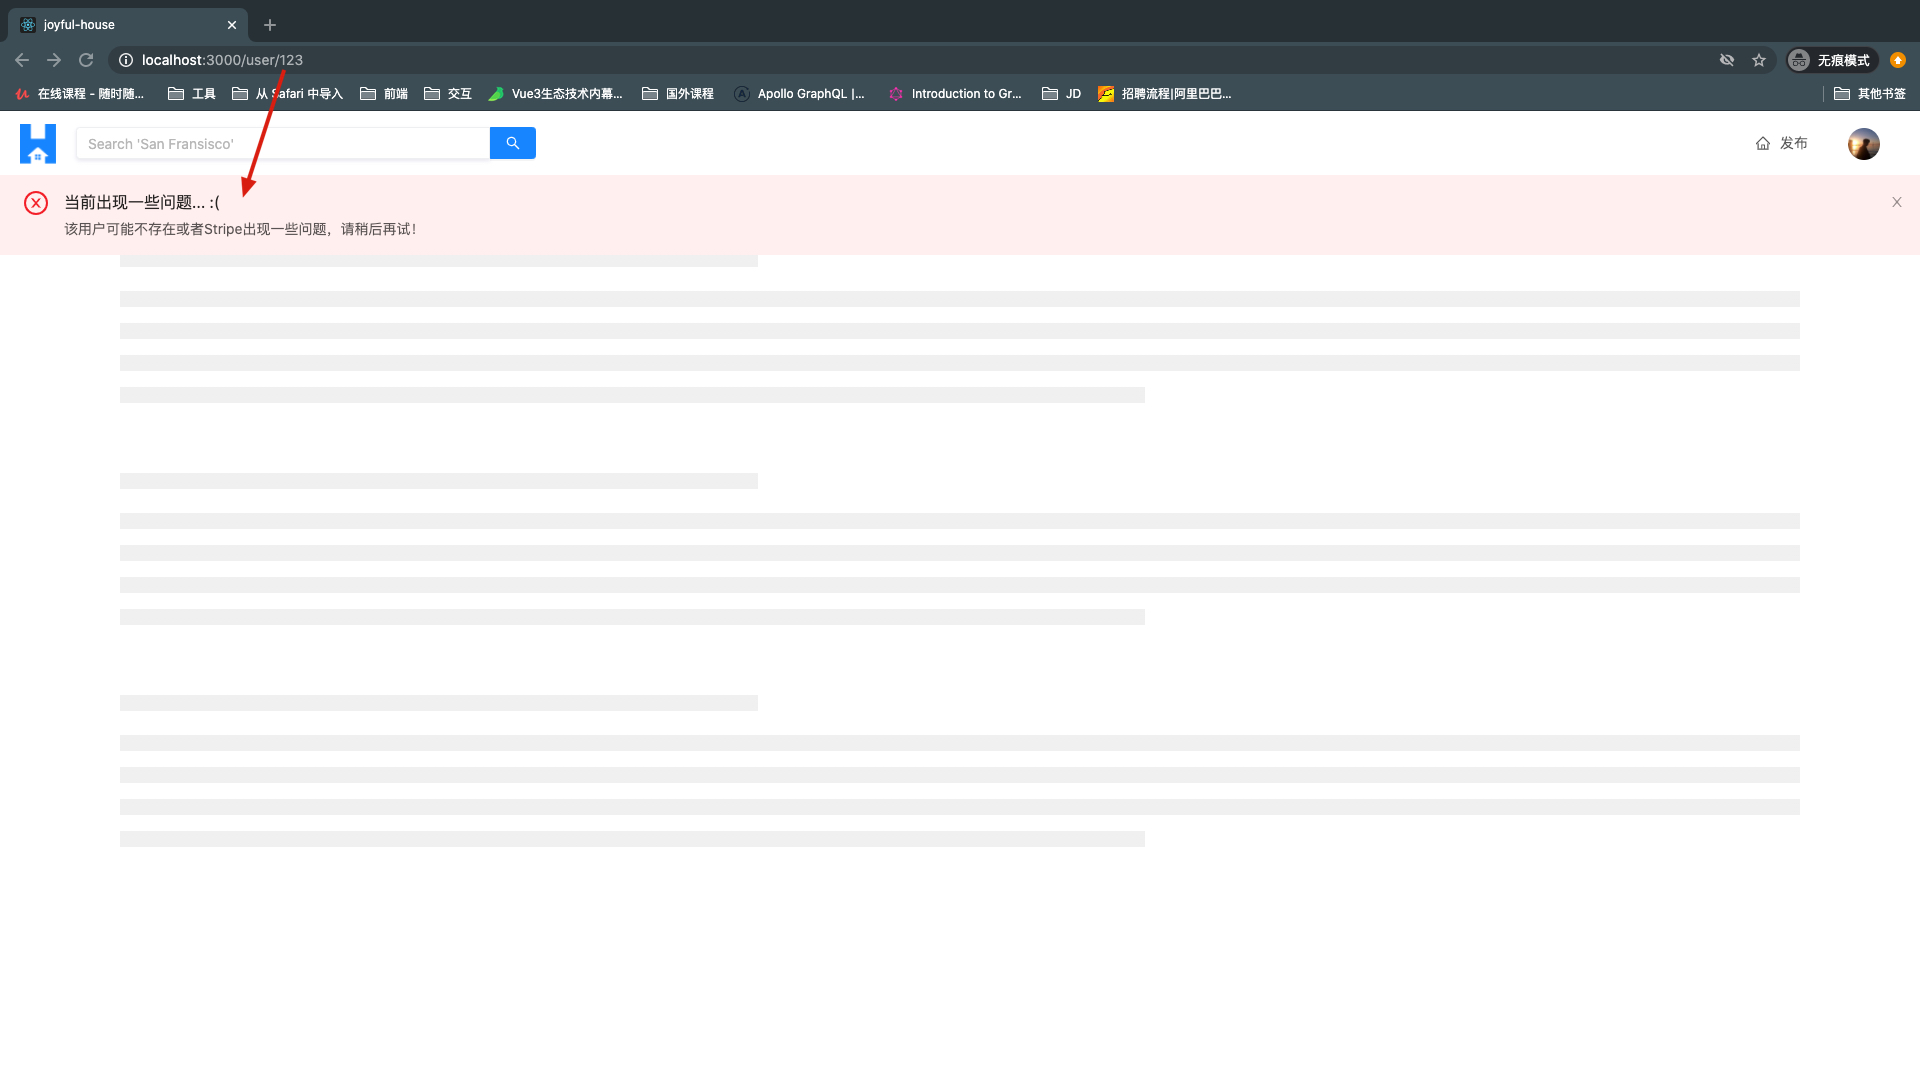 joyful-house
localhost:3000/user/123
无痕模式
在线课程 - 随时随...
工具
从 Safari 中导入
前端
交互
Vue3生态技术内幕...
国外课程
Apollo GraphQL |...
Introduction to Gr...
JD
招聘流程|阿里巴巴...
其他书签
Search 'San Fransisco'
发布
当前出现一些问题... :(
该用户可能不存在或者Stripe出现一些问题，请稍后再试！